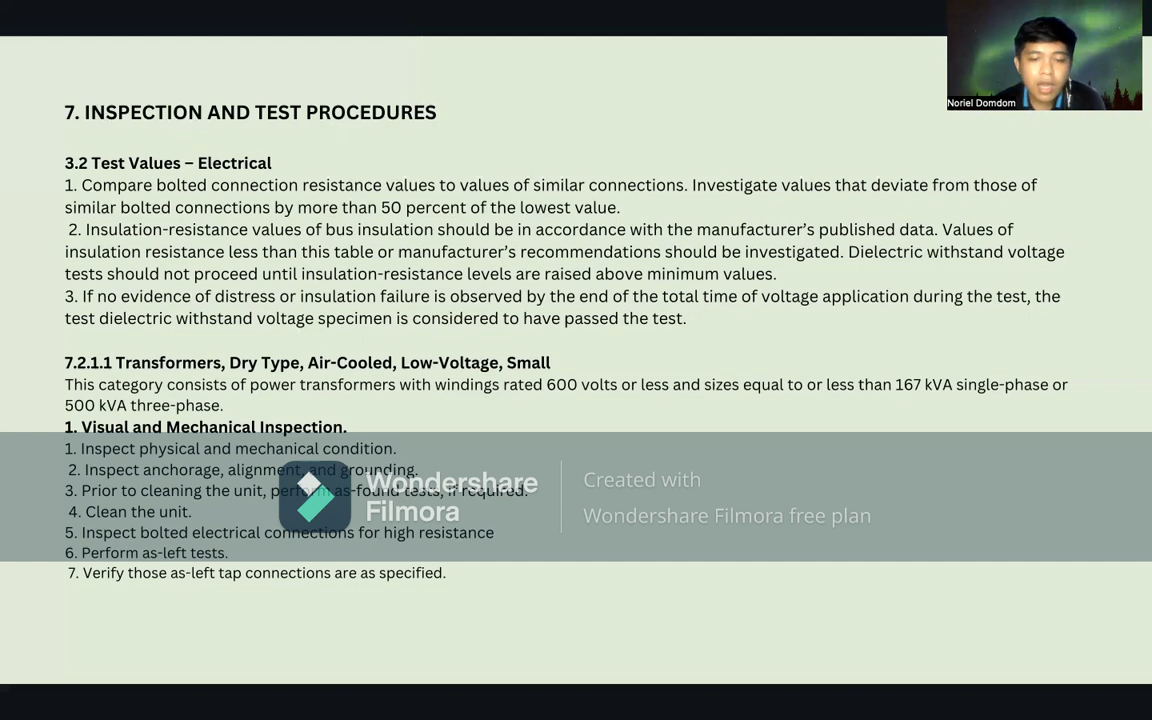 Noriel Domdom
7. INSPECTION AND TEST PROCEDURES
3.2 Test Values – Electrical
1. Compare bolted connection resistance values to values of similar connections. Investigate values that deviate from those of
similar bolted connections by more than 50 percent of the lowest value.
2. Insulation-resistance values of bus insulation should be in accordance with the manufacturer’s published data. Values of
insulation resistance less than this table or manufacturer’s recommendations should be investigated. Dielectric withstand voltage
tests should not proceed until insulation-resistance levels are raised above minimum values.
3. If no evidence of distress or insulation failure is observed by the end of the total time of voltage application during the test, the
test dielectric withstand voltage specimen is considered to have passed the test.
7.2.1.1 Transformers, Dry Type, Air-Cooled, Low-Voltage, Small
This category consists of power transformers with windings rated 600 volts or less and sizes equal to or less than 167 kVA single-phase or
500 kVA three-phase.
1. Visual and Mechanical Inspection.
1. Inspect physical and mechanical condition.
2. Inspect anchorage, alignment, and grounding.
3. Prior to cleaning the unit, perform as-found tests, if required.
4. Clean the unit.
5. Inspect bolted electrical connections for high resistance
6. Perform as-left tests.
7. Verify those as-left tap connections are as specified.
Wondershare
Filmora
Created with
Wondershare Filmora free plan